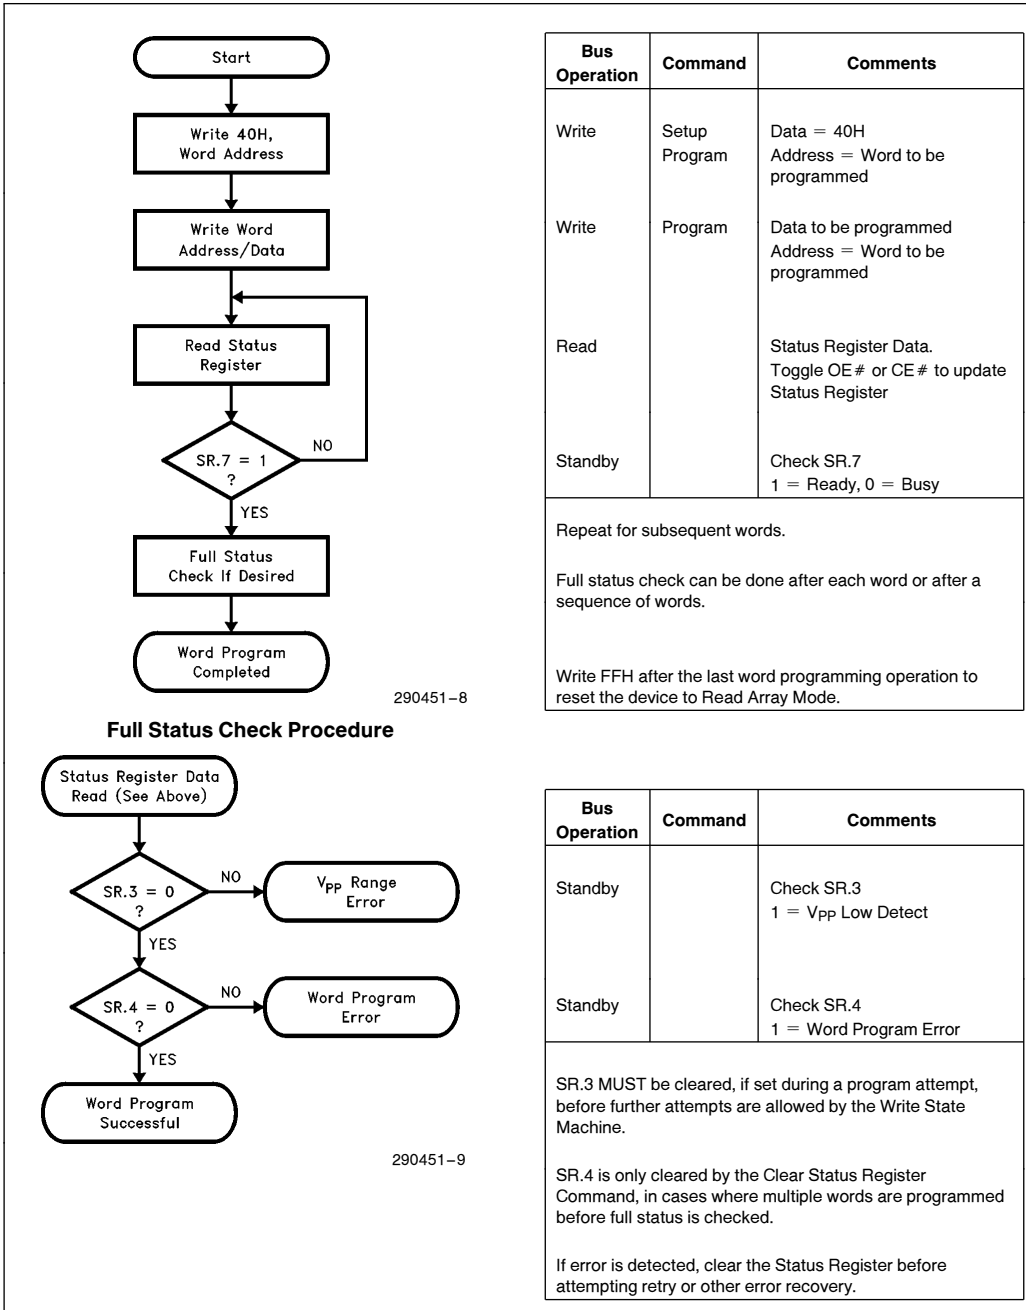 Start
Write 40H,
Word Address
Write Word
Address/Data
Read Status
Register
SR.7 = 1
?
NO
YES
Full Status
Check If Desired
Word Program
Completed
290451–8
Bus
Operation
Command
Comments
Write
Setup
Program
Data = 40H
Address = Word to be
programmed
Write
Program
Data to be programmed
Address = Word to be
programmed
Read
Status Register Data.
Toggle OE# or CE# to update
Status Register
Standby
Check SR.7
1 = Ready, 0 = Busy
Repeat for subsequent words.
Full status check can be done after each word or after a
sequence of words.
Write FFH after the last word programming operation to
reset the device to Read Array Mode.
Full Status Check Procedure
Status Register Data
Read (See Above)
SR.3 = 0
?
NO
VPP Range
Error
YES
SR.4 = 0
?
NO
Word Program
Error
YES
Word Program
Successful
290451–9
Bus
Operation
Command
Comments
Standby
Check SR.3
1 = VPP Low Detect
Standby
Check SR.4
1 = Word Program Error
SR.3 MUST be cleared, if set during a program attempt,
before further attempts are allowed by the Write State
Machine.
SR.4 is only cleared by the Clear Status Register
Command, in cases where multiple words are programmed
before full status is checked.
If error is detected, clear the Status Register before
attempting retry or other error recovery.